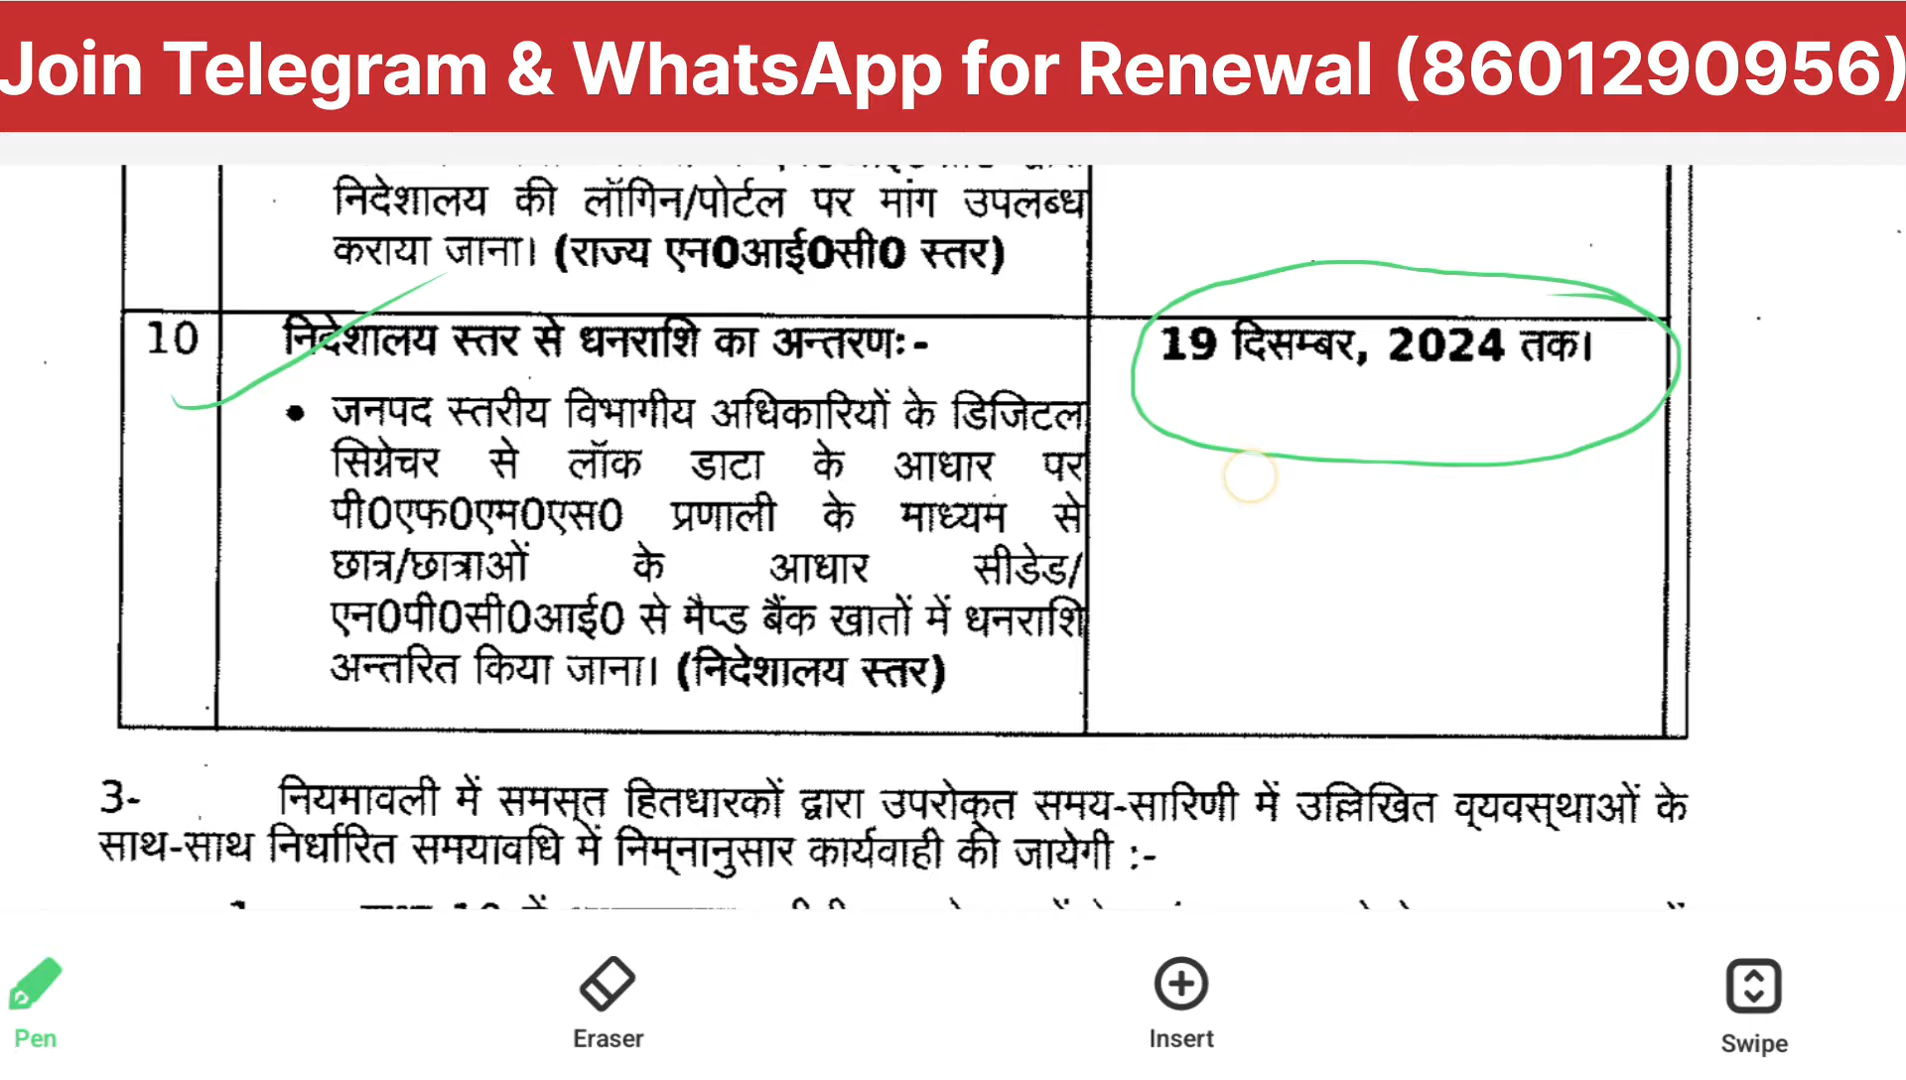 Join Telegram & WhatsApp for Renewal (8601290956)
निदेशालय की लॉगिन/पोर्टल पर मांग उपलब्ध
कराया जाना। (राज्य एन0आई0सी0 स्तर)
10 निदेशालय स्तर से धनराशि का अन्तरणः- 19 दिसम्बर, 2024 तक।
• जनपद स्तरीय विभागीय अधिकारियों के डिजिटल
सिग्नेचर से लॉक डाटा के आधार पर
पी0एफ0एम0एस0 प्रणाली के माध्यम से
छात्र/छात्राओं के आधार सीडेड/
एन0पी0सी0आई0 से मैप्ड बैंक खातों में धनराशि
अन्तरित किया जाना। (निदेशालय स्तर)
3- नियमावली में समस्त हितधारकों द्वारा उपरोक्त समय-सारिणी में उल्लिखित व्यवस्थाओं के
साथ-साथ निर्धारित समयावधि में निम्नानुसार कार्यवाही की जायेगी :-
Pen Eraser Insert Swipe